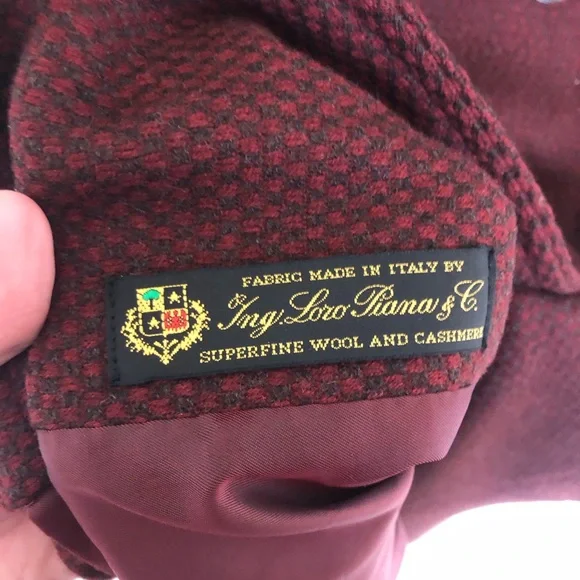 FABRIC MADE IN ITALY BY
Ing. Loro Piana & C.
SUPERFINE WOOL AND CASHMERE